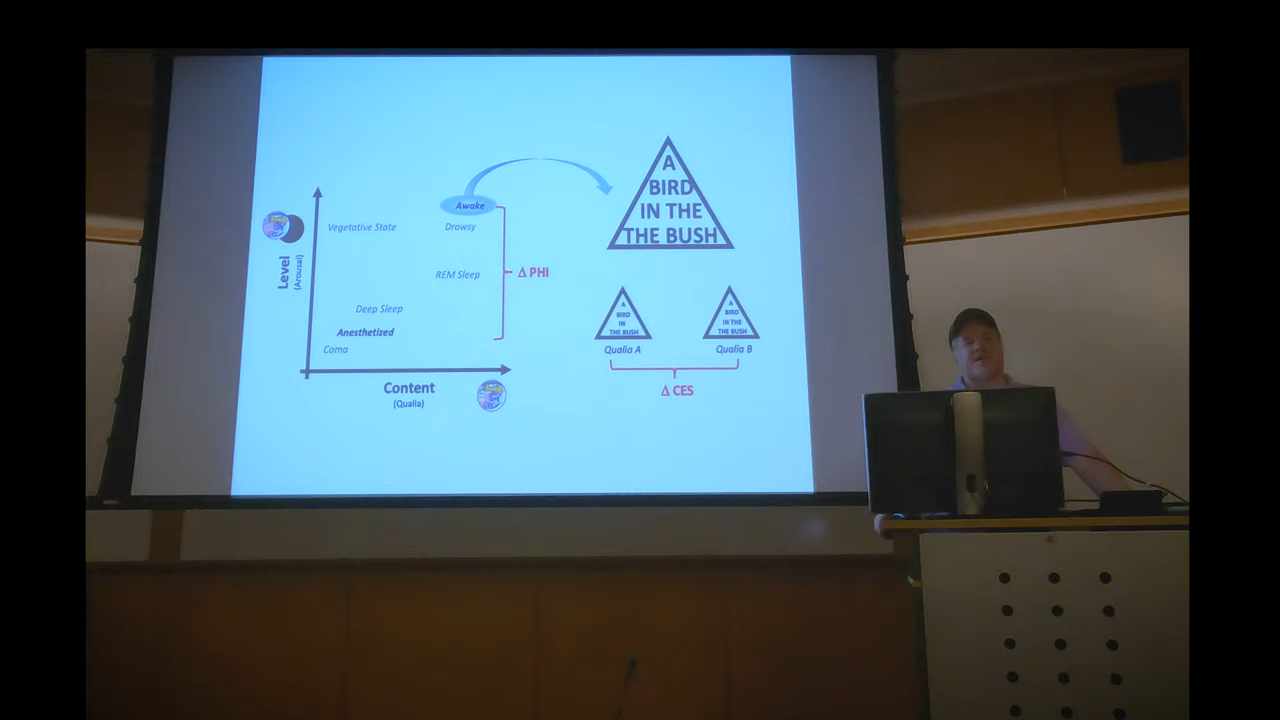 Level
(Arousal)
Vegetative State
Awake
Drowsy
REM Sleep
Deep Sleep
Anesthetized
Coma
Δ PHI
Content
(Qualia)
A
BIRD
IN THE
THE BUSH
A
BIRD
IN
THE BUSH
Qualia A
A
BIRD
IN THE
THE BUSH
Qualia B
Δ CES